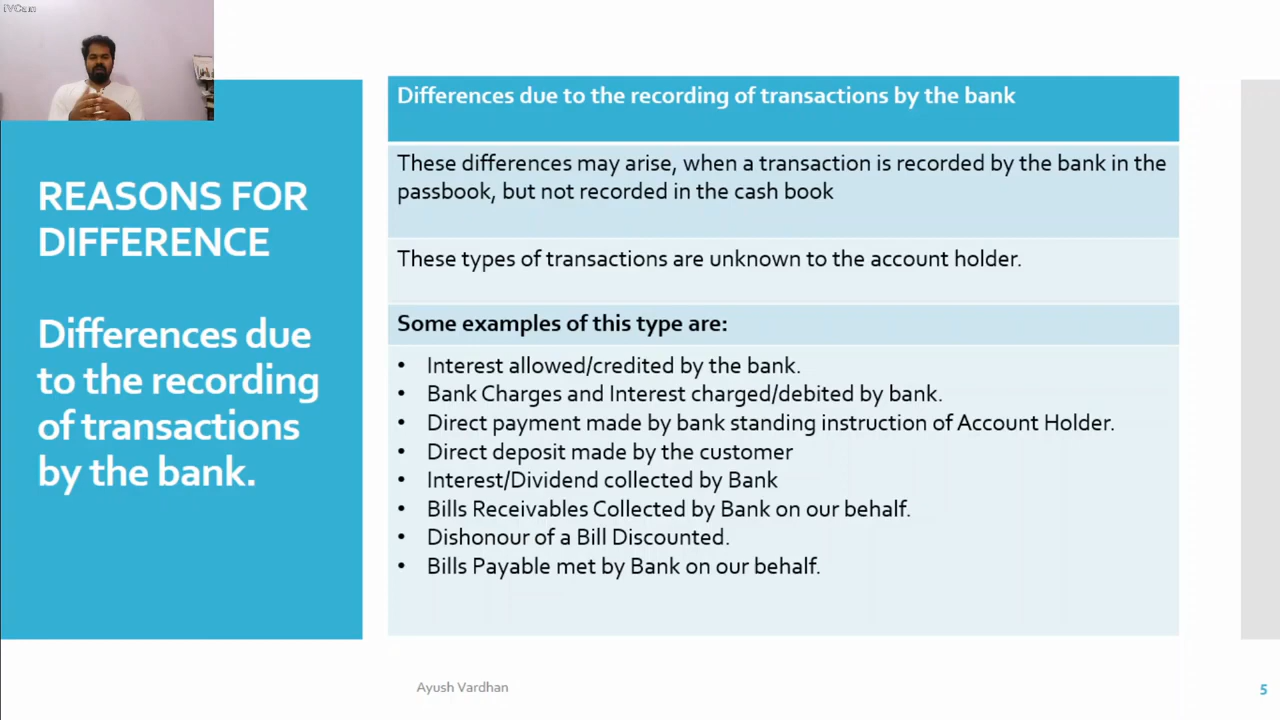 iVCam
REASONS FOR
DIFFERENCE
Differences due
to the recording
of transactions
by the bank.
Differences due to the recording of transactions by the bank
These differences may arise, when a transaction is recorded by the bank in the
passbook, but not recorded in the cash book
These types of transactions are unknown to the account holder.
Some examples of this type are:
• Interest allowed/credited by the bank.
• Bank Charges and Interest charged/debited by bank.
• Direct payment made by bank standing instruction of Account Holder.
• Direct deposit made by the customer
• Interest/Dividend collected by Bank
• Bills Receivables Collected by Bank on our behalf.
• Dishonour of a Bill Discounted.
• Bills Payable met by Bank on our behalf.
Ayush Vardhan
5